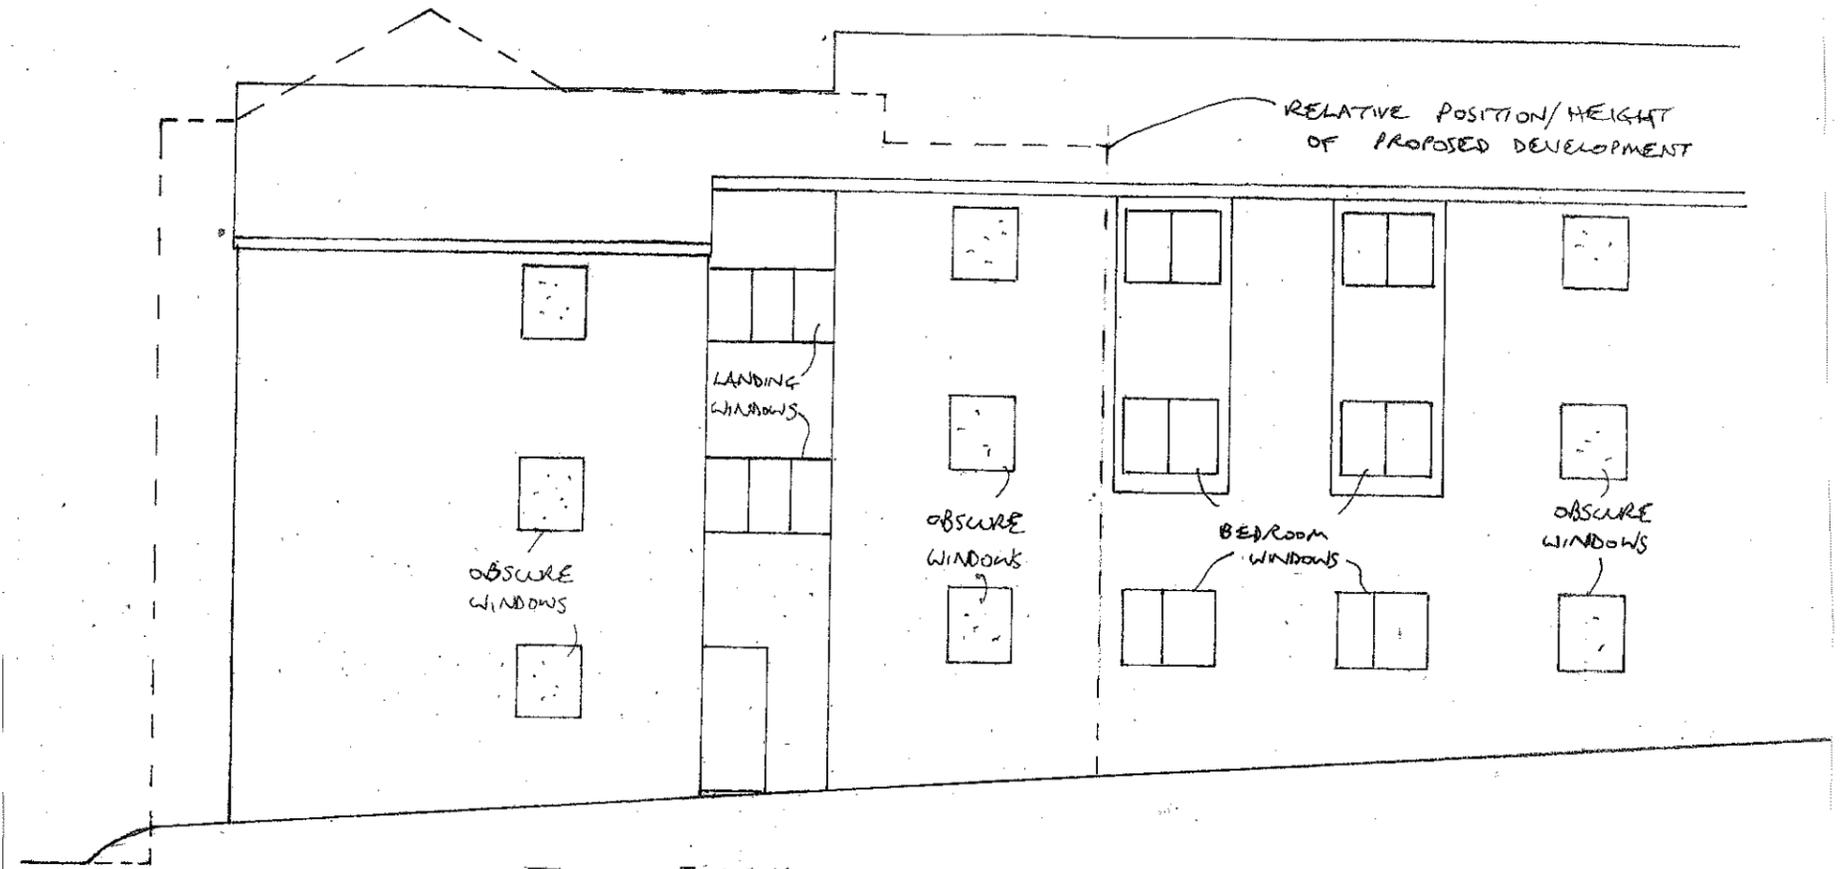 RELATIVE POSITION/HEIGHT
OF PROPOSED DEVELOPMENT
LANDING
WINDOWS
OBSCURE
WINDOWS
OBSCURE
WINDOWS
BEDROOM
WINDOWS
OBSCURE
WINDOWS